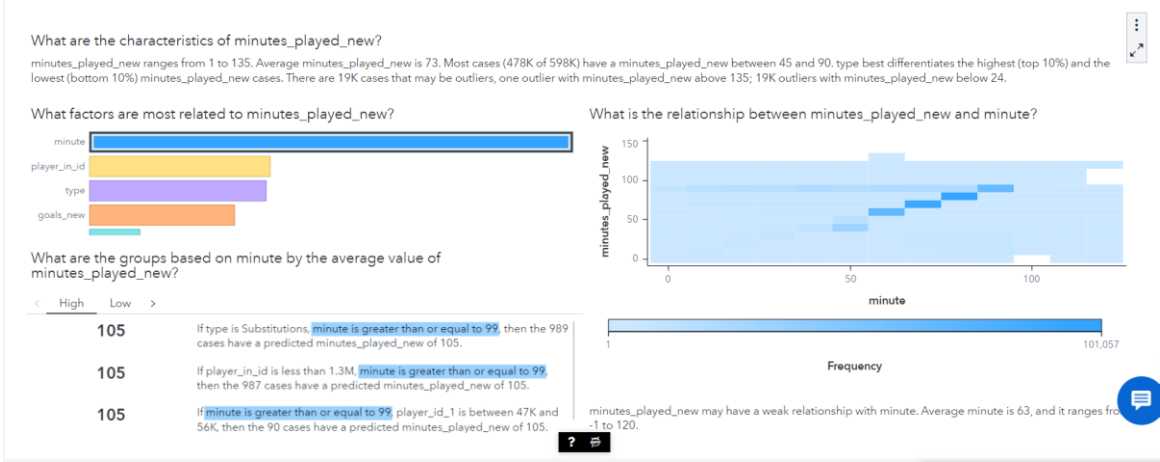 What are the characteristics of minutes_played_new?
minutes_played_new ranges from 1 to 135. Average minutes_played_new is 73. Most cases (478K of 598K) have a minutes_played_new between 45 and 90. type best differentiates the highest (top 10%) and the
lowest (bottom 10%) minutes_played_new cases. There are 19K cases that may be outliers, one outlier with minutes_played_new above 135; 19K outliers with minutes_played_new below 24.
What factors are most related to minutes_played_new?
minute
player_in_id
type
goals_new
What are the groups based on minute by the average value of
minutes_played_new?
< High Low >
105 If type is Substitutions, minute is greater than or equal to 99, then the 989
cases have a predicted minutes_played_new of 105.
105 If player_in_id is less than 1.3M, minute is greater than or equal to 99,
then the 987 cases have a predicted minutes_played_new of 105.
105 If minute is greater than or equal to 99, player_id_1 is between 47K and
56K, then the 90 cases have a predicted minutes_played_new of 105.
What is the relationship between minutes_played_new and minute?
minutes_played_new
150
100
50
0
0 50 100
minute
1 101,057
Frequency
minutes_played_new may have a weak relationship with minute. Average minute is 63, and it ranges
-1 to 120.
?